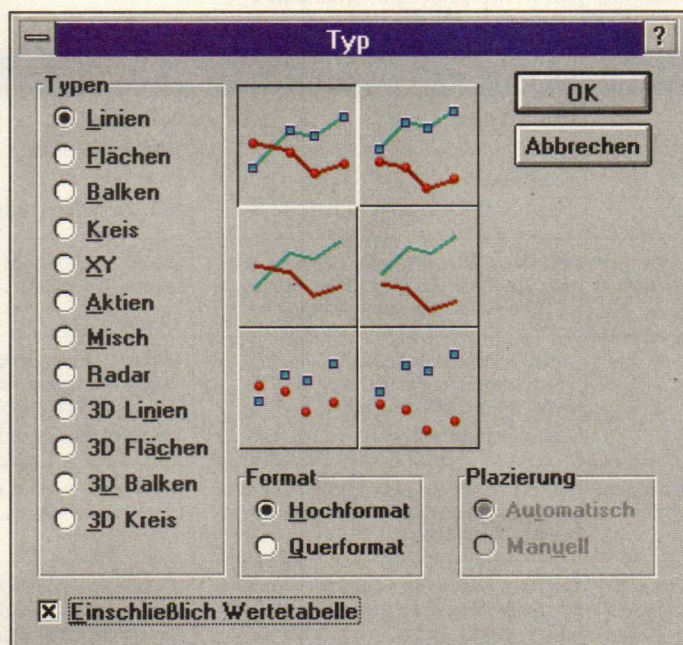 Typ
?
Typen
Linien
Flächen
Balken
Kreis
XY
Aktien
Misch
Radar
3D Linien
3D Flächen
3D Balken
3D Kreis
OK
Abbrechen
Format
Hochformat
Querformat
Plazierung
Automatisch
Manuell
Einschließlich Wertetabelle